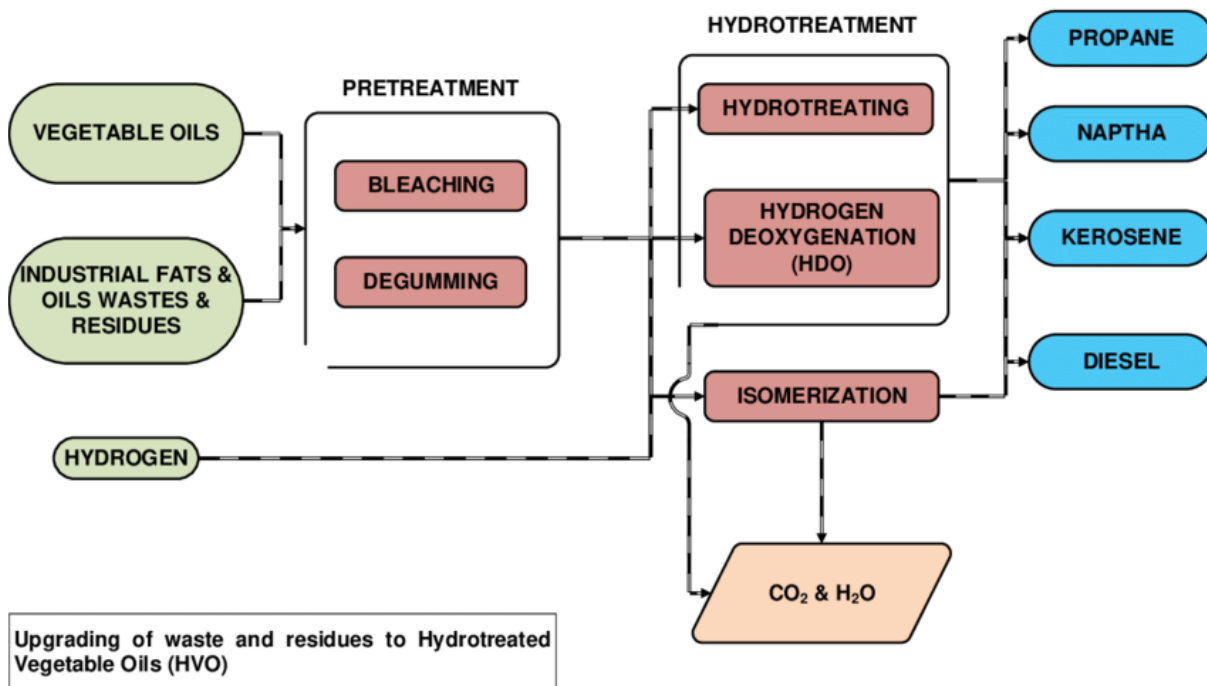 HYDROTREATMENT
PROPANE
PRETREATMENT
HYDROTREATING
VEGETABLE OILS
NAPTHA
BLEACHING
HYDROGEN
DEOXYGENATION
(HDO)
KEROSENE
INDUSTRIAL FATS &
OILS WASTES &
RESIDUES
DEGUMMING
DIESEL
ISOMERIZATION
HYDROGEN
CO₂ & H₂O
Upgrading of waste and residues to Hydrotreated
Vegetable Oils (HVO)